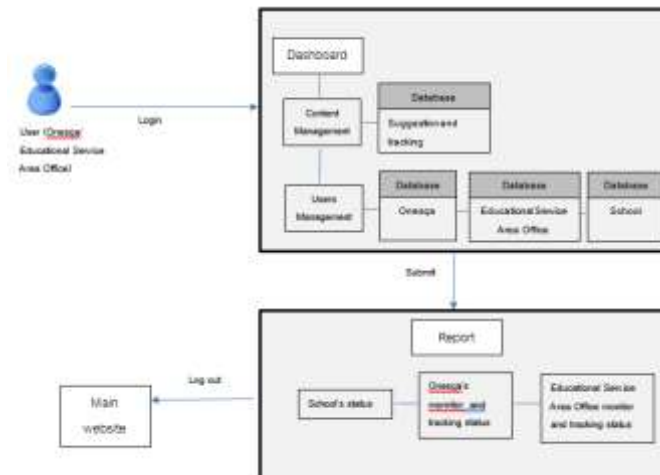 Dashboard
Database
Content
Management
Suggestion and
tracking
Login
User (Onesqa/
Educational Service
Area Office)
Database
Database
Database
Users
Management
Onesqa
Educational Service
Area Office
School
Submit
Report
Log out
Main
website
School's status
Onesqa's
monitor and
tracking status
Educational Service
Area Office monitor
and tracking status